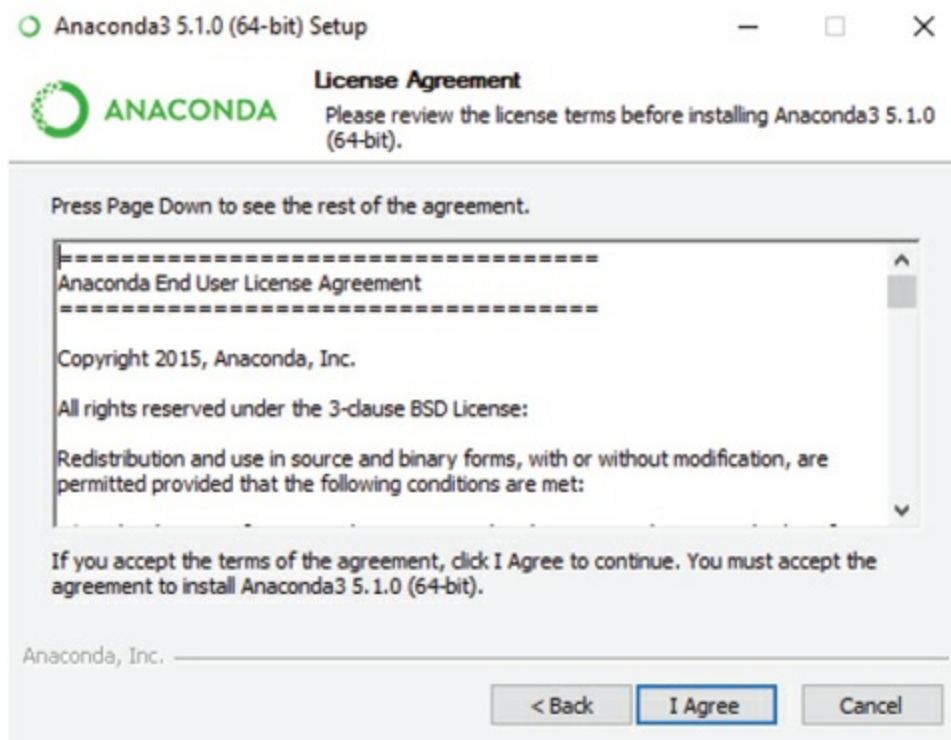 Anaconda3 5.1.0 (64-bit) Setup
ANACONDA
License Agreement
Please review the license terms before installing Anaconda3 5.1.0
(64-bit).
Press Page Down to see the rest of the agreement.
===================================
Anaconda End User License Agreement
===================================
Copyright 2015, Anaconda, Inc.
All rights reserved under the 3-clause BSD License:
Redistribution and use in source and binary forms, with or without modification, are
permitted provided that the following conditions are met:
If you accept the terms of the agreement, click I Agree to continue. You must accept the
agreement to install Anaconda3 5.1.0 (64-bit).
Anaconda, Inc.
< Back
I Agree
Cancel